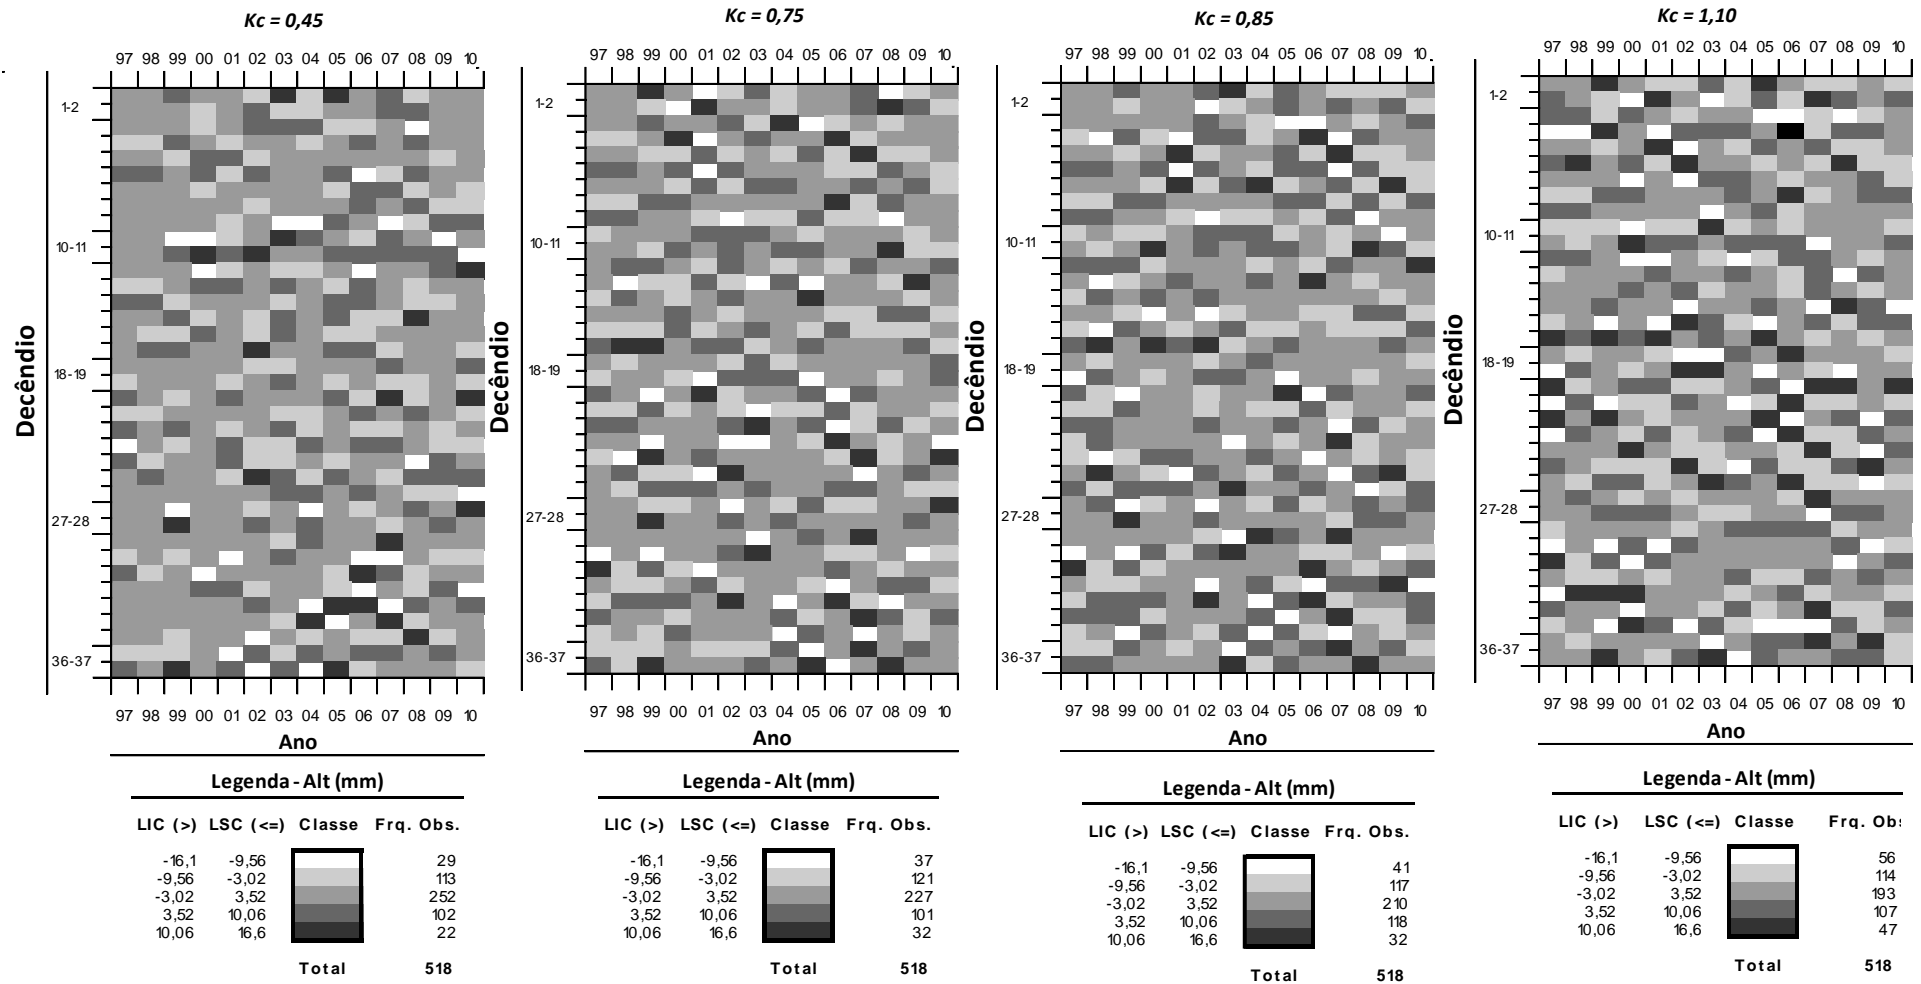 Kc = 0,45
97 98 99 00 01 02 03 04 05 06 07 08 09 10
1-2
10-11
18-19
27-28
36-37
Decêndio
97 98 99 00 01 02 03 04 05 06 07 08 09 10
Ano
Legenda - Alt (mm)
LIC (>) LSC (<=) Classe Frq. Obs.
-16,1 -9,56 29
-9,56 -3,02 113
-3,02 3,52 252
3,52 10,06 102
10,06 16,6 22
Total 518
Kc = 0,75
97 98 99 00 01 02 03 04 05 06 07 08 09 10
1-2
10-11
18-19
27-28
36-37
Decêndio
97 98 99 00 01 02 03 04 05 06 07 08 09 10
Ano
Legenda - Alt (mm)
LIC (>) LSC (<=) Classe Frq. Obs.
-16,1 -9,56 37
-9,56 -3,02 121
-3,02 3,52 227
3,52 10,06 101
10,06 16,6 32
Total 518
Kc = 0,85
97 98 99 00 01 02 03 04 05 06 07 08 09 10
1-2
10-11
18-19
27-28
36-37
Decêndio
97 98 99 00 01 02 03 04 05 06 07 08 09 10
Ano
Legenda - Alt (mm)
LIC (>) LSC (<=) Classe Frq. Obs.
-16,1 -9,56 41
-9,56 -3,02 117
-3,02 3,52 210
3,52 10,06 118
10,06 16,6 32
Total 518
Kc = 1,10
97 98 99 00 01 02 03 04 05 06 07 08 09 10
1-2
10-11
18-19
27-28
36-37
Decêndio
97 98 99 00 01 02 03 04 05 06 07 08 09 10
Ano
Legenda - Alt (mm)
LIC (>) LSC (<=) Classe Frq. Obs
-16,1 -9,56 56
-9,56 -3,02 114
-3,02 3,52 193
3,52 10,06 107
10,06 16,6 47
Total 518